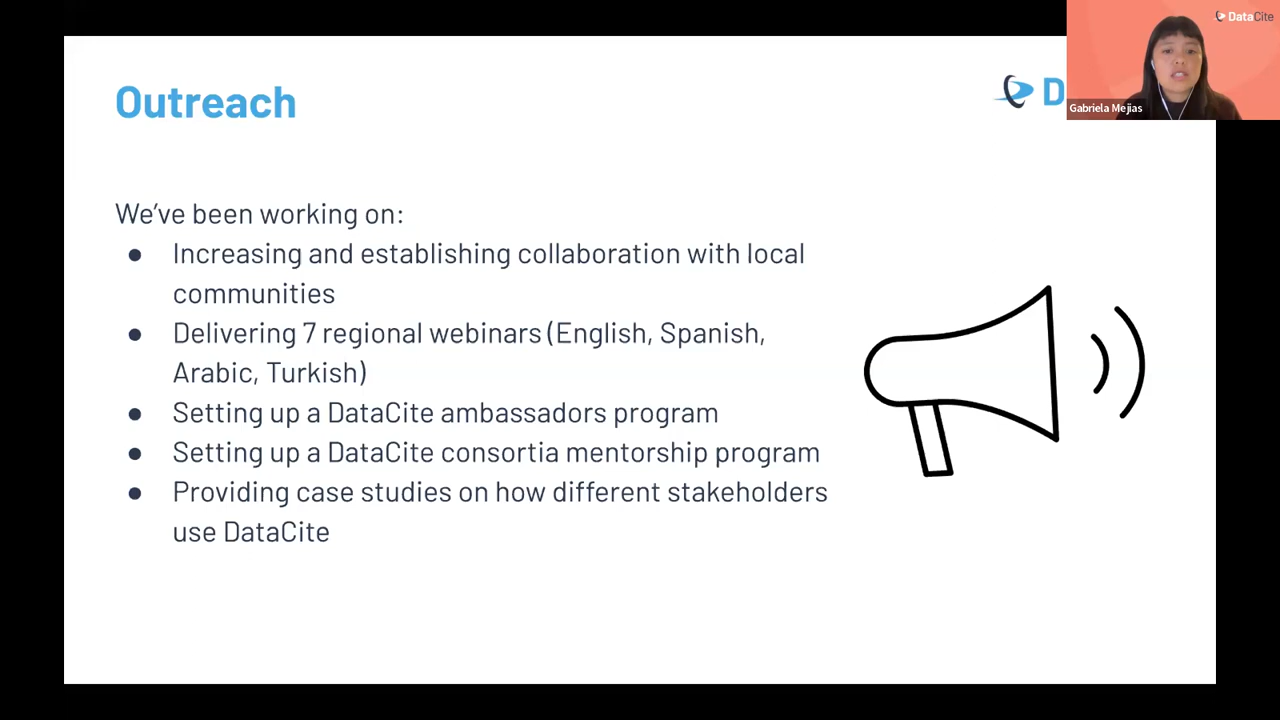 DataCite
Outreach
D
Gabriela Mejias
We've been working on:
● Increasing and establishing collaboration with local
communities
● Delivering 7 regional webinars (English, Spanish,
Arabic, Turkish)
● Setting up a DataCite ambassadors program
● Setting up a DataCite consortia mentorship program
● Providing case studies on how different stakeholders
use DataCite